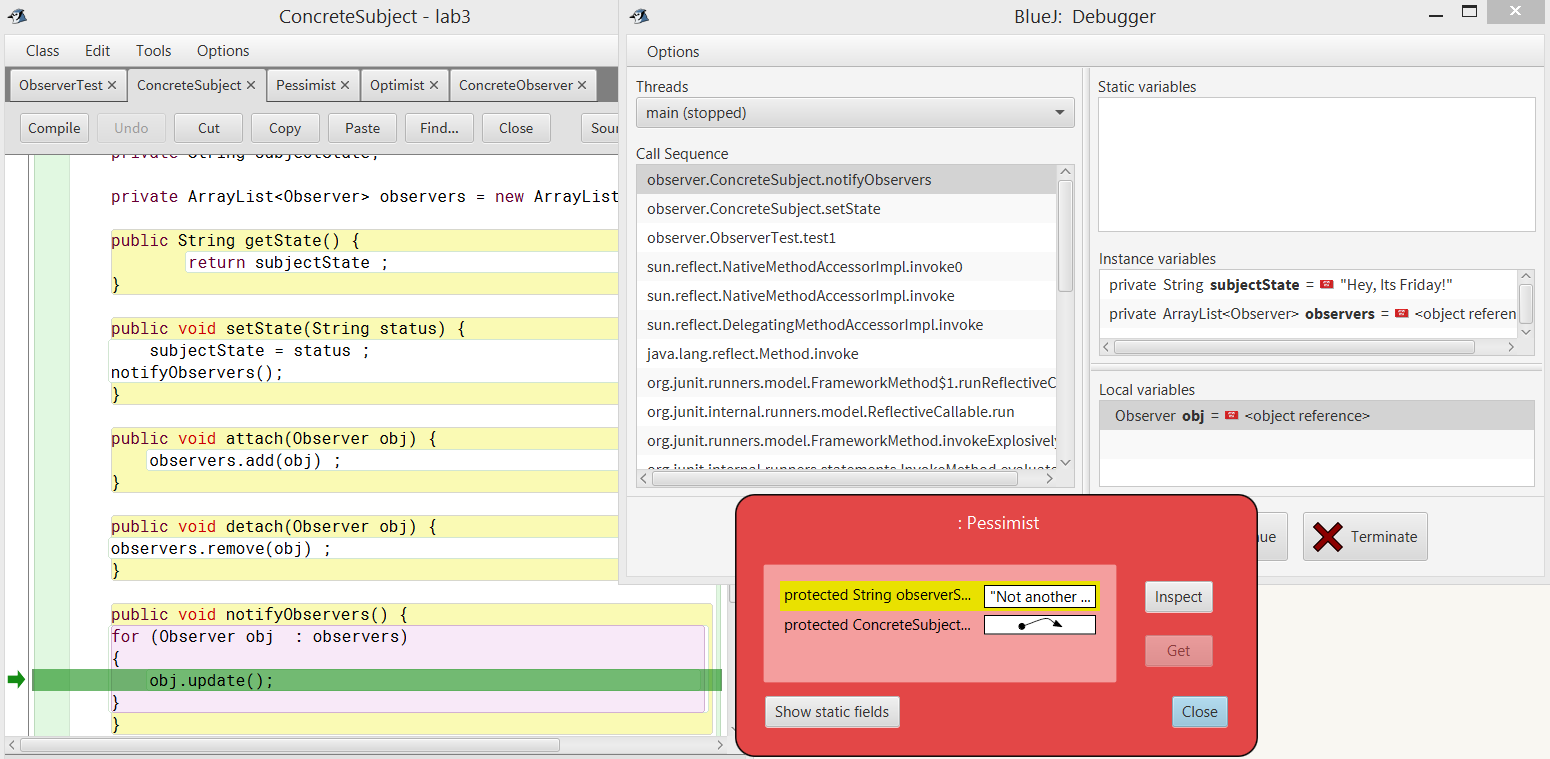 ConcreteSubject - lab3
Class Edit Tools Options
ObserverTest ConcreteSubject Pessimist Optimist ConcreteObserver
Compile Undo Cut Copy Paste Find... Close Sour
private String subjectState;
private ArrayList<Observer> observers = new ArrayList
public String getState() {
return subjectState ;
}
public void setState(String status) {
subjectState = status ;
notifyObservers();
}
public void attach(Observer obj) {
observers.add(obj) ;
}
public void detach(Observer obj) {
observers.remove(obj) ;
}
public void notifyObservers() {
for (Observer obj  : observers)
{
obj.update();
}
}
BlueJ: Debugger
Options
Threads
main (stopped)
Call Sequence
observer.ConcreteSubject.notifyObservers
observer.ConcreteSubject.setState
observer.ObserverTest.test1
sun.reflect.NativeMethodAccessorImpl.invoke0
sun.reflect.NativeMethodAccessorImpl.invoke
sun.reflect.DelegatingMethodAccessorImpl.invoke
java.lang.reflect.Method.invoke
org.junit.runners.model.FrameworkMethod$1.runReflectiveC
org.junit.internal.runners.model.ReflectiveCallable.run
org.junit.runners.model.FrameworkMethod.invokeExplosively
org.junit.internal.runners.statements.InvokeMethod.evaluate
Static variables
Instance variables
private String subjectState = "Hey, Its Friday!"
private ArrayList<Observer> observers = <object referen
Local variables
Observer obj = <object reference>
ue Terminate
: Pessimist
protected String observerS... "Not another ...
protected ConcreteSubject...
Inspect
Get
Show static fields
Close